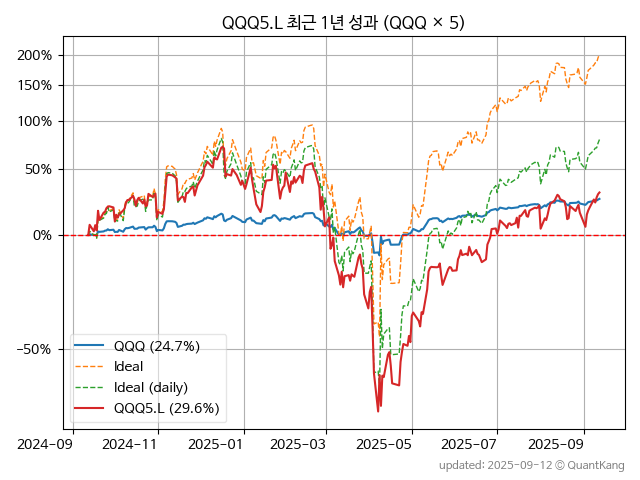 QQQ5.L 최근 1년 성과 (QQQ × 5)
200%
150%
100%
50%
0%
−50%
QQQ (24.7%)
Ideal
Ideal (daily)
QQQ5.L (29.6%)
2024−09
2024−11
2025−01
2025−03
2025−05
2025−07
2025−09
updated: 2025−09−12 © QuantKang